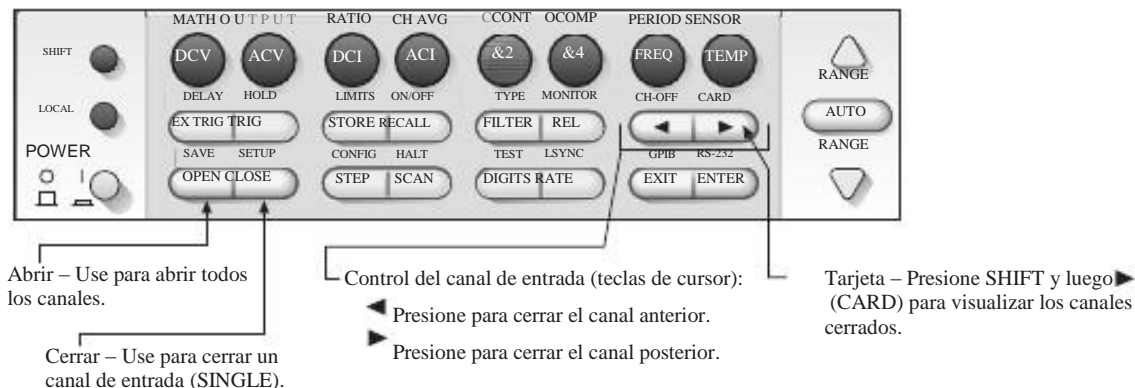 MATH O U T P U T RATIO CH AVG CCONT OCOMP PERIOD SENSOR
SHIFT DCV ACV DCI ACI &2 &4 FREQ TEMP
RANGE
DELAY HOLD LIMITS ON/OFF TYPE MONITOR CH-OFF CARD
LOCAL EX TRIG TRIG STORE RECALL FILTER REL ◄ ► AUTO
POWER SAVE SETUP CONFIG HALT TEST LSYNC GPIB RS-232 RANGE
OPEN CLOSE STEP SCAN DIGITS RATE EXIT ENTER
Abrir – Use para abrir todos
los canales.
Cerrar – Use para cerrar un
canal de entrada (SINGLE).
Control del canal de entrada (teclas de cursor):
◄ Presione para cerrar el canal anterior.
► Presione para cerrar el canal posterior.
Tarjeta – Presione SHIFT y luego ►
(CARD) para visualizar los canales
cerrados.